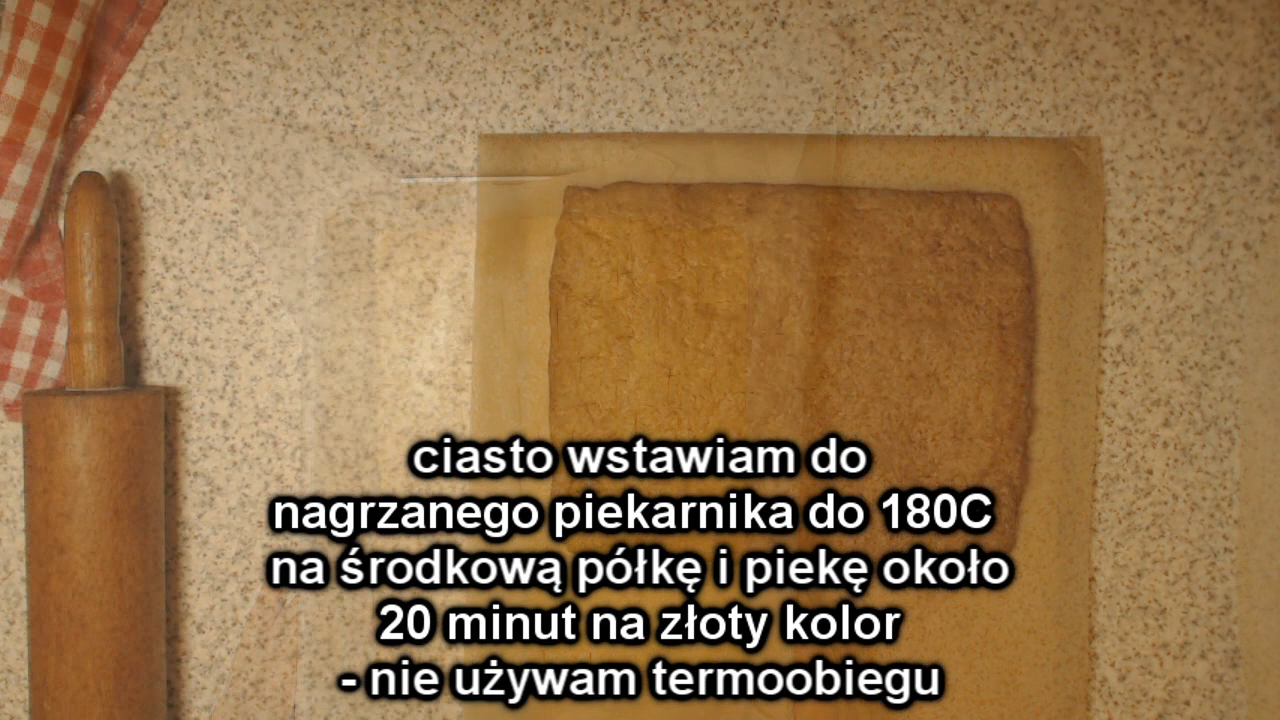 ciasto wstawiam do
nagrzanego piekarnika do 180C
na środkową półkę i piekę około
20 minut na złoty kolor
- nie używam termoobiegu